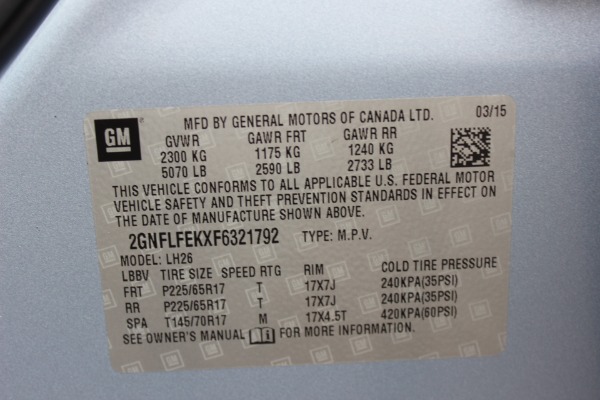 GM MFD BY GENERAL MOTORS OF CANADA LTD. 03/15
GVWR GAWR FRT GAWR RR
2300 KG 1175 KG 1240 KG
5070 LB 2590 LB 2733 LB
THIS VEHICLE CONFORMS TO ALL APPLICABLE U.S. FEDERAL MOTOR
VEHICLE SAFETY AND THEFT PREVENTION STANDARDS IN EFFECT ON
THE DATE OF MANUFACTURE SHOWN ABOVE.
2GNFLFEKXF6321792 TYPE: M.P.V.
MODEL: LH26
LBBV TIRE SIZE SPEED RTG RIM COLD TIRE PRESSURE
FRT P225/65R17 T 17X7J 240KPA(35PSI)
RR P225/65R17 T 17X7J 240KPA(35PSI)
SPA T145/70R17 M 17X4.5T 420KPA(60PSI)
SEE OWNER'S MANUAL FOR MORE INFORMATION.